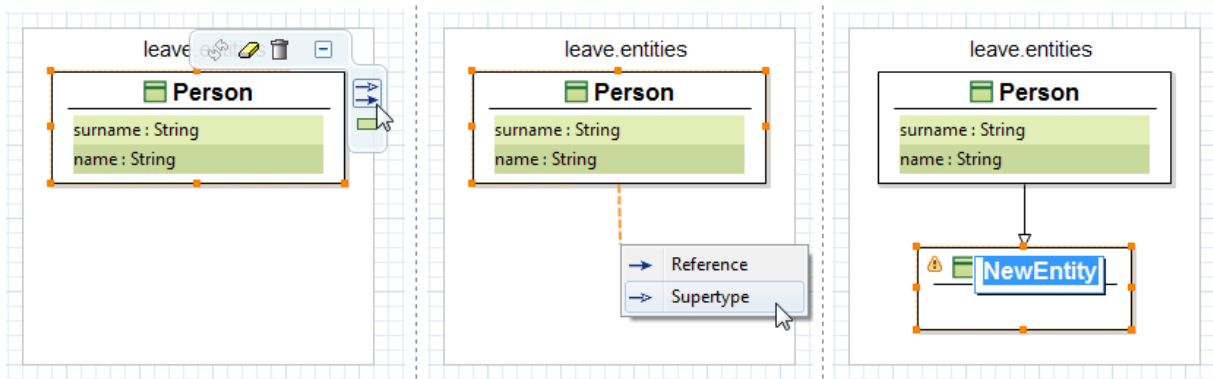 leave.entities
Person
surname : String
name : String
leave.entities
Person
surname : String
name : String
Reference
Supertype
leave.entities
Person
surname : String
name : String
NewEntity